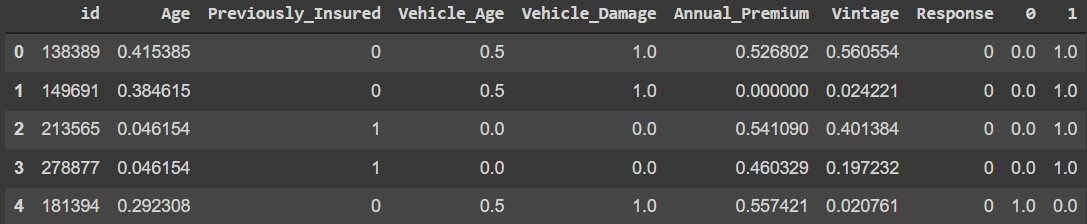 id Age Previously_Insured Vehicle_Age Vehicle_Damage Annual_Premium Vintage Response 0 1
0 138389 0.415385 0 0.5 1.0 0.526802 0.560554 0 0.0 1.0
1 149691 0.384615 0 0.5 1.0 0.000000 0.024221 0 0.0 1.0
2 213565 0.046154 1 0.0 0.0 0.541090 0.401384 0 0.0 1.0
3 278877 0.046154 1 0.0 0.0 0.460329 0.197232 0 0.0 1.0
4 181394 0.292308 0 0.5 1.0 0.557421 0.020761 0 1.0 0.0